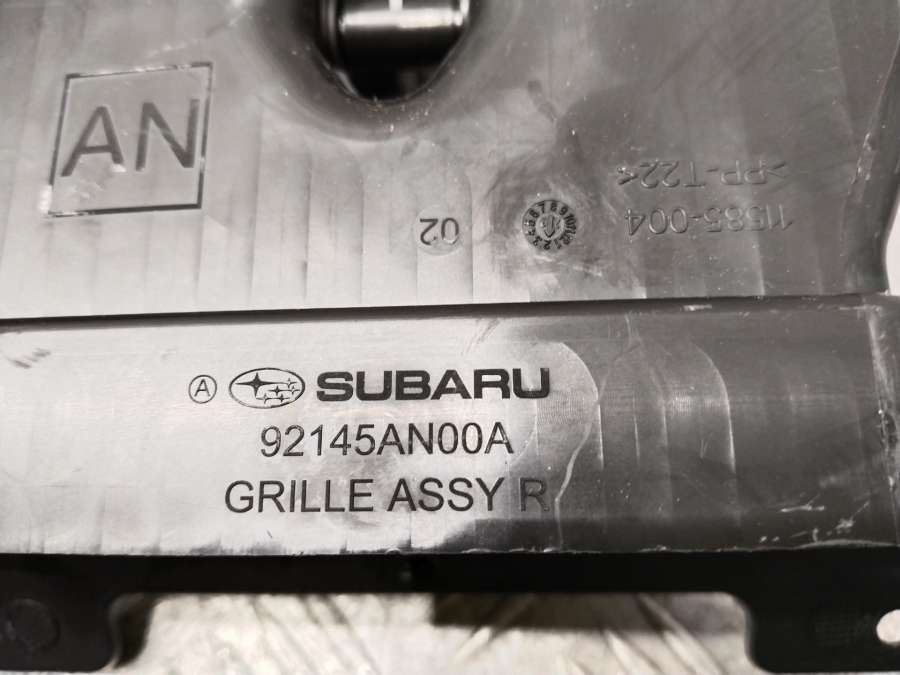 AN
>PP-T22<
11585-004
02
A SUBARU
92145AN00A
GRILLE ASSY R